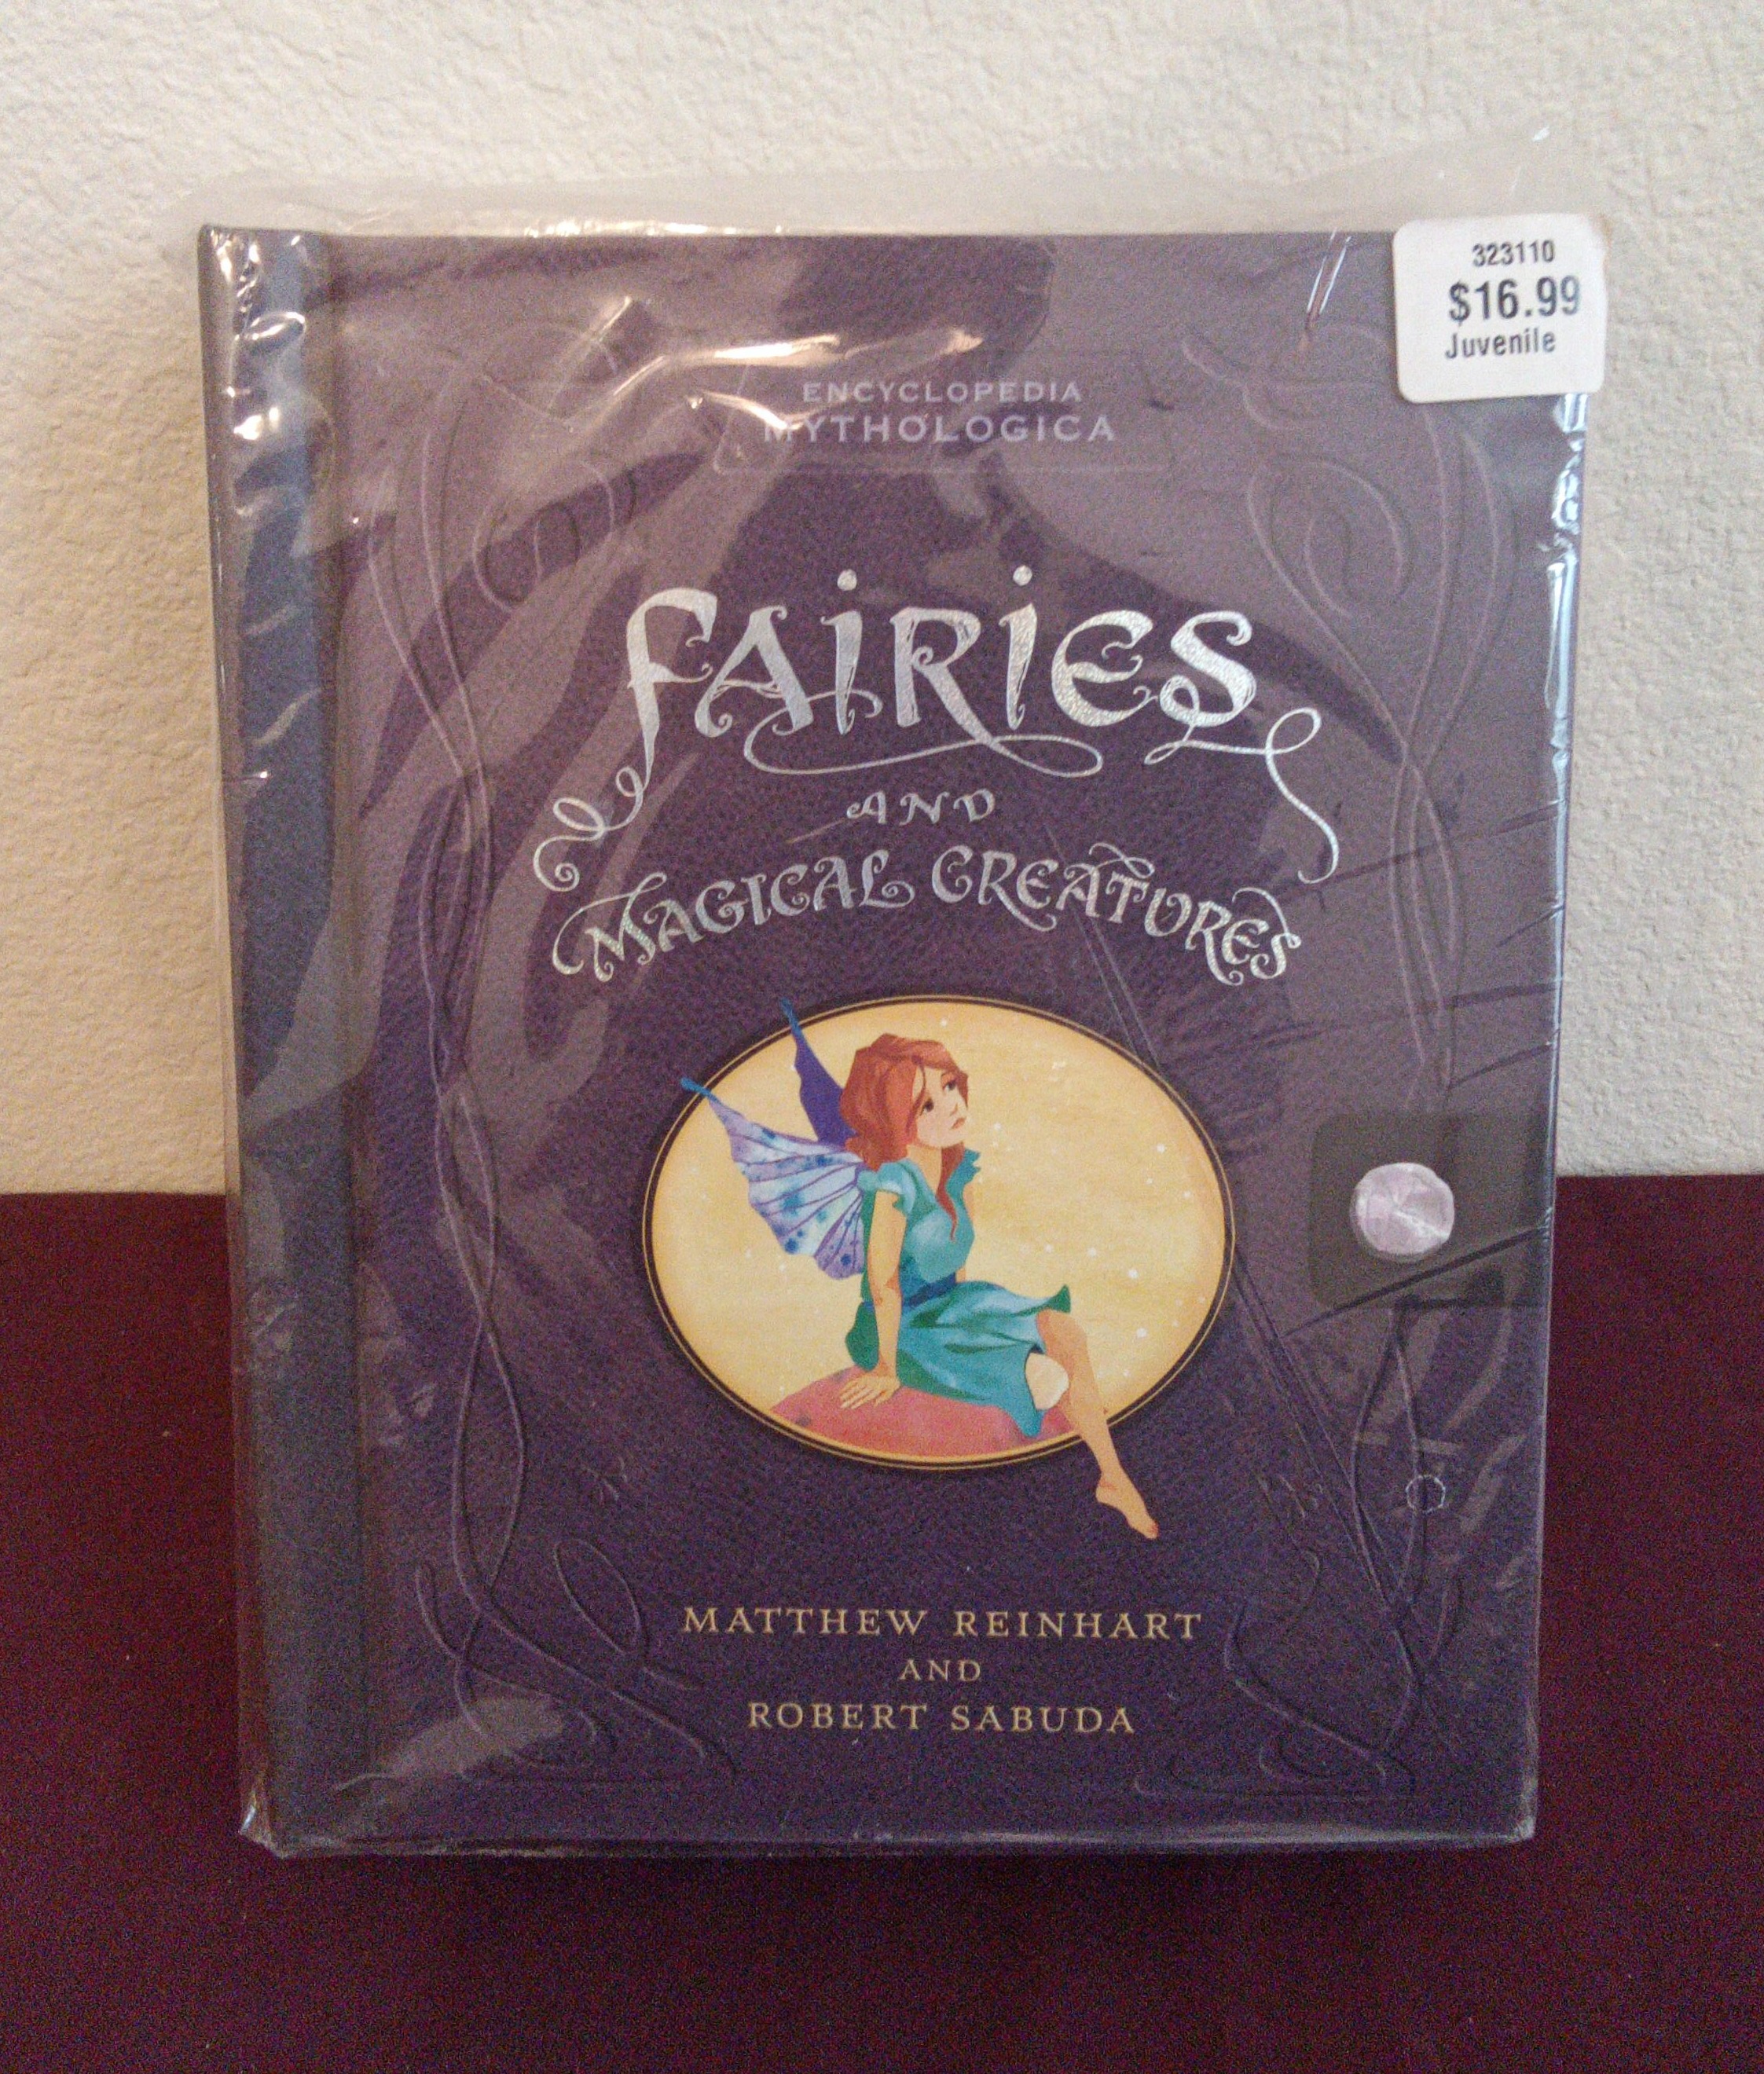 323110
$16.99
Juvenile
ENCYCLOPEDIA
MYTHOLOGICA
FAiRiES
AND
MAGICAL CREATURES
MATTHEW REINHART
AND
ROBERT SABUDA